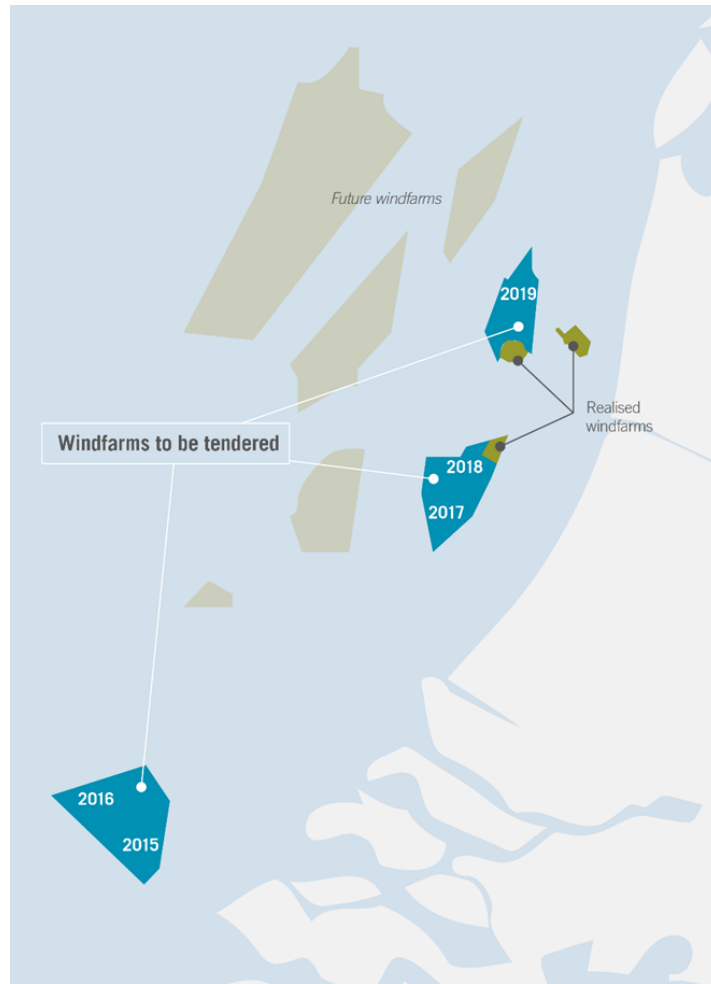 Future windfarms
2019
Realised
windfarms
Windfarms to be tendered
2018
2017
2016
2015